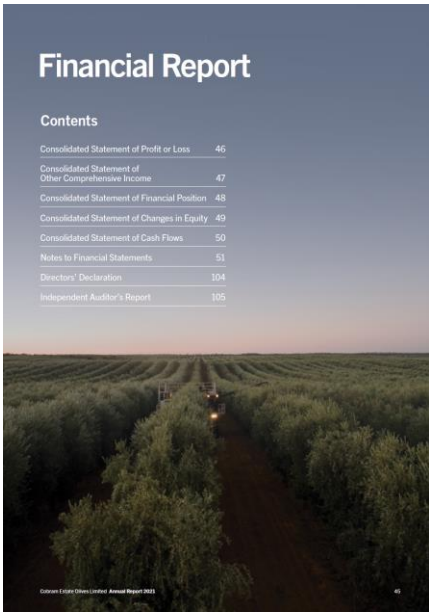 Financial Report
Contents
Consolidated Statement of Profit or Loss 46
Consolidated Statement of
Other Comprehensive Income 47
Consolidated Statement of Financial Position 48
Consolidated Statement of Changes in Equity 49
Consolidated Statement of Cash Flows 50
Notes to Financial Statements 51
Directors' Declaration 104
Independent Auditor's Report 105
Cobram Estate Olives Limited Annual Report 2021 45